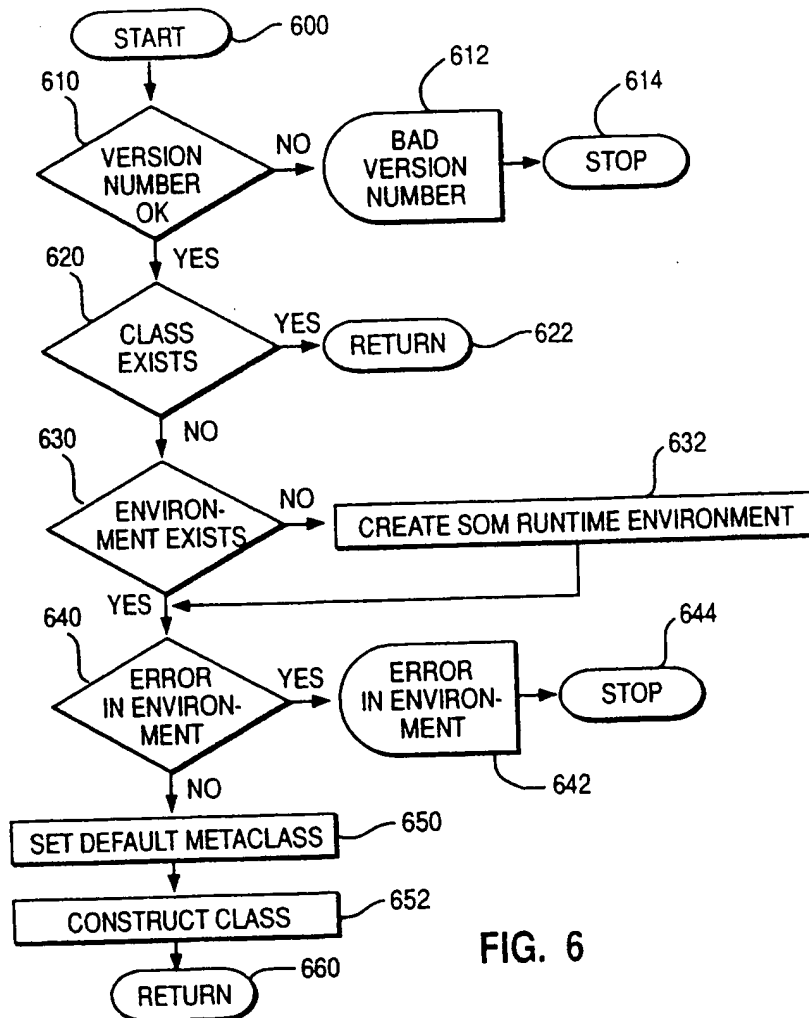 START
600
610
612
614
VERSION
NUMBER
OK
NO
BAD
VERSION
NUMBER
STOP
YES
620
CLASS
EXISTS
YES
RETURN
622
NO
630
632
ENVIRON-
MENT EXISTS
NO
CREATE SOM RUNTIME ENVIRONMENT
YES
640
644
ERROR
IN ENVIRON-
MENT
YES
ERROR
IN ENVIRON-
MENT
STOP
642
NO
SET DEFAULT METACLASS
650
CONSTRUCT CLASS
652
RETURN
660
FIG. 6